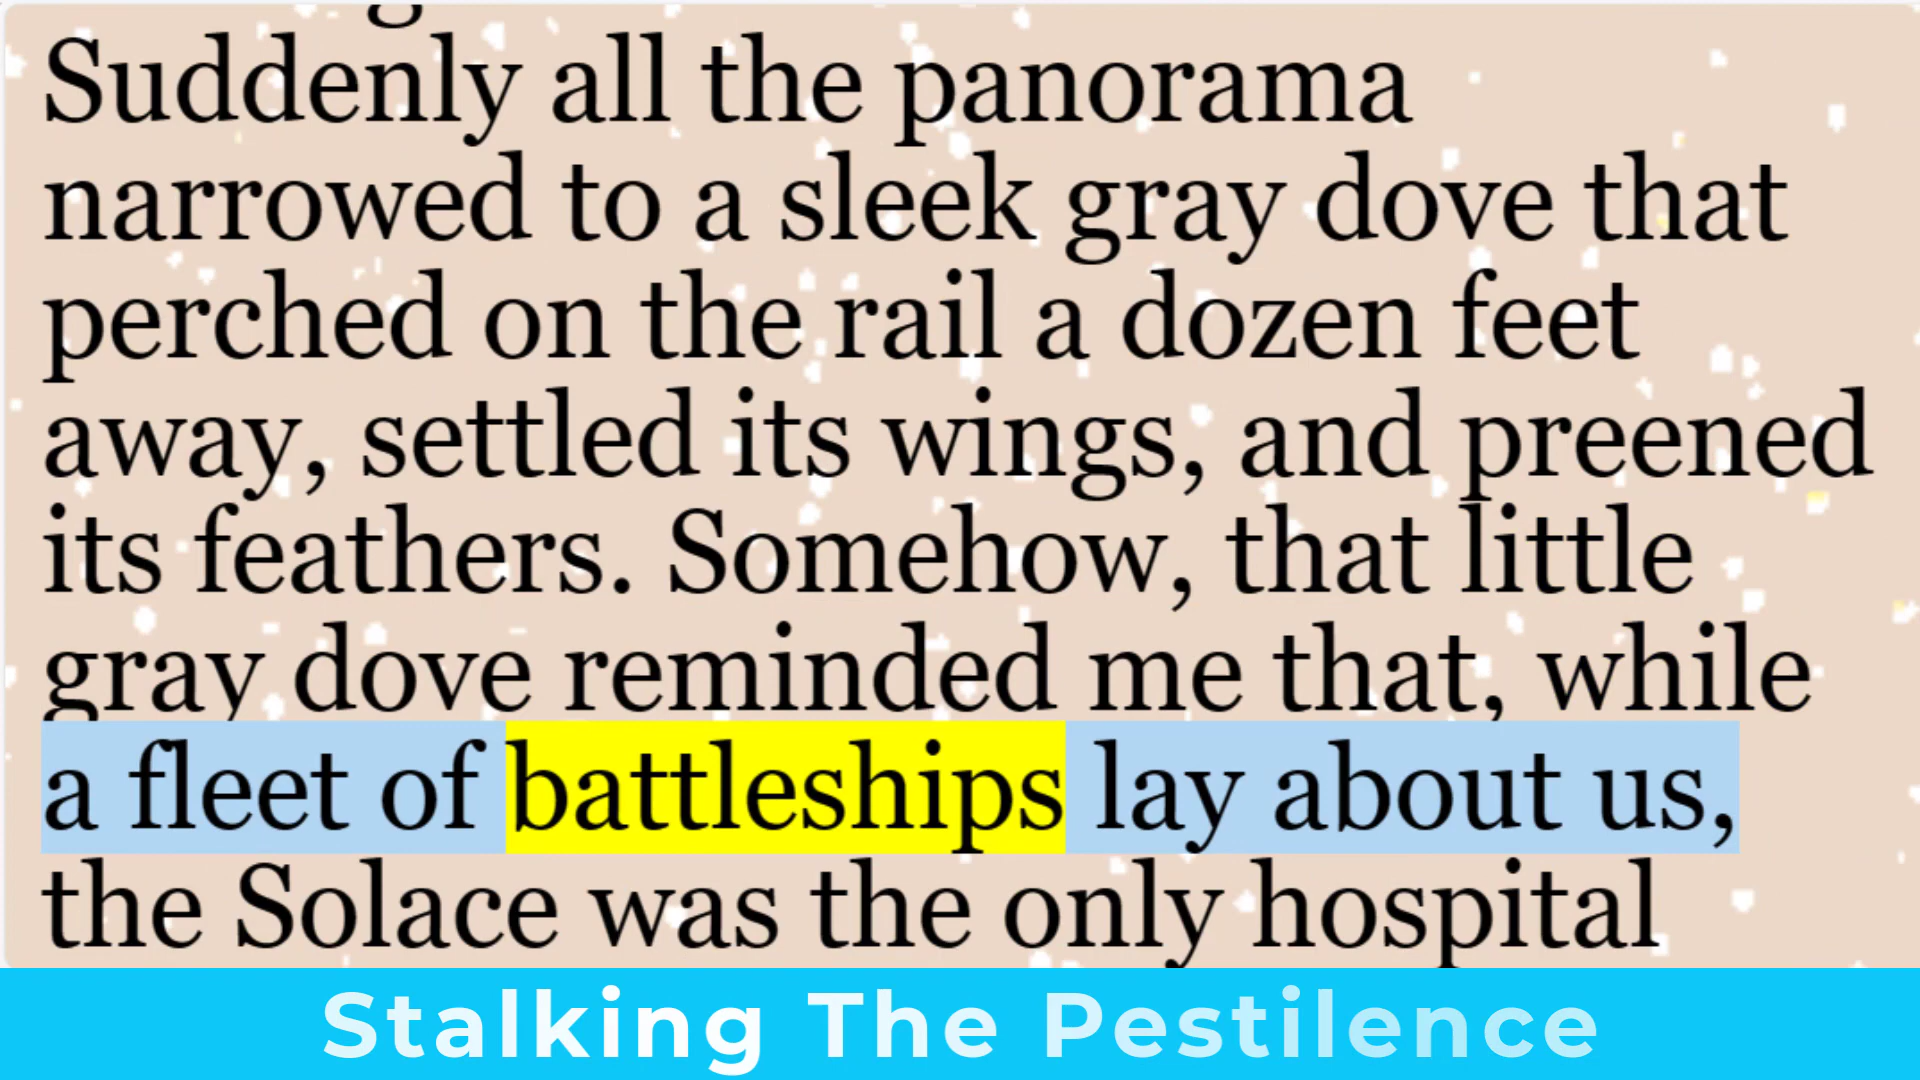 Suddenly all the panorama
narrowed to a sleek gray dove that
perched on the rail a dozen feet
away, settled its wings, and preened
its feathers. Somehow, that little
gray dove reminded me that, while
a fleet of battleships lay about us,
the Solace was the only hospital
Stalking The Pestilence